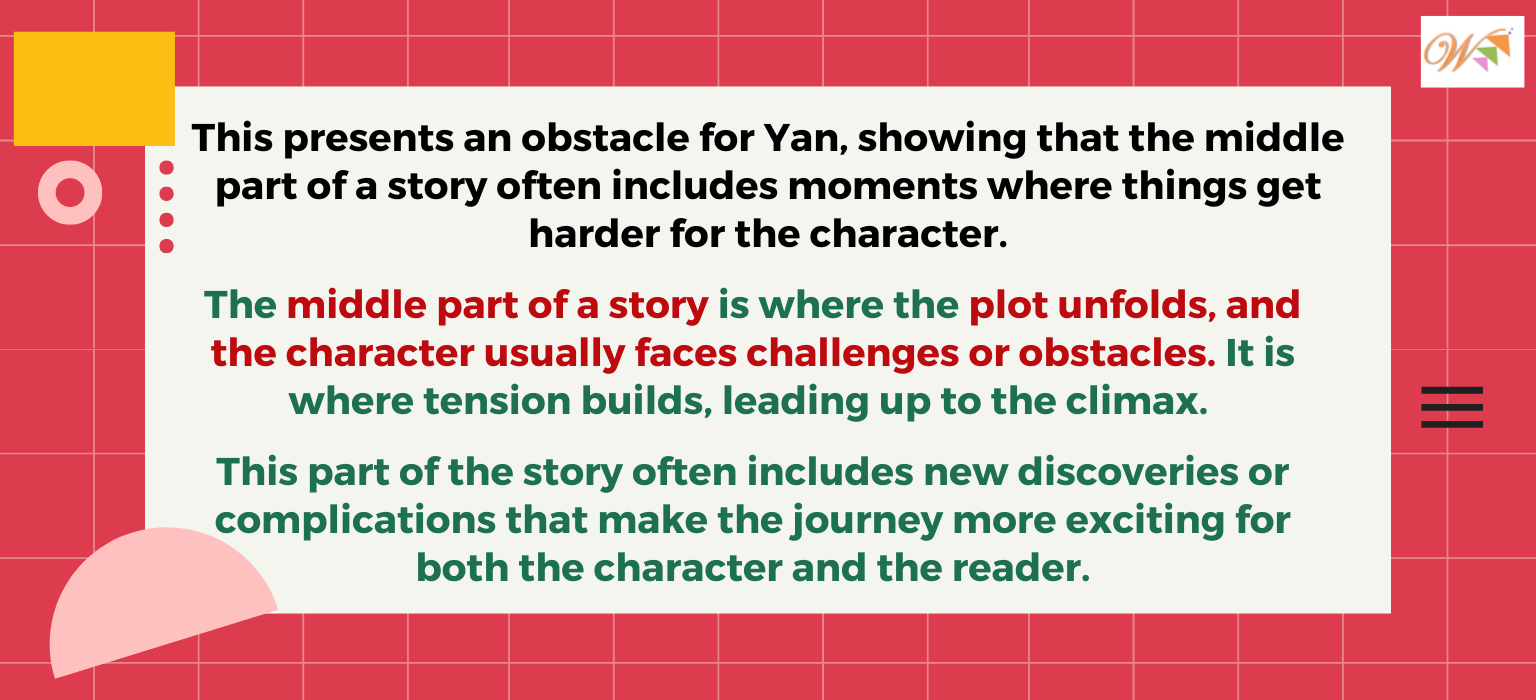 W
This presents an obstacle for Yan, showing that the middle
part of a story often includes moments where things get
harder for the character.
The middle part of a story is where the plot unfolds, and
the character usually faces challenges or obstacles. It is
where tension builds, leading up to the climax.
This part of the story often includes new discoveries or
complications that make the journey more exciting for
both the character and the reader.